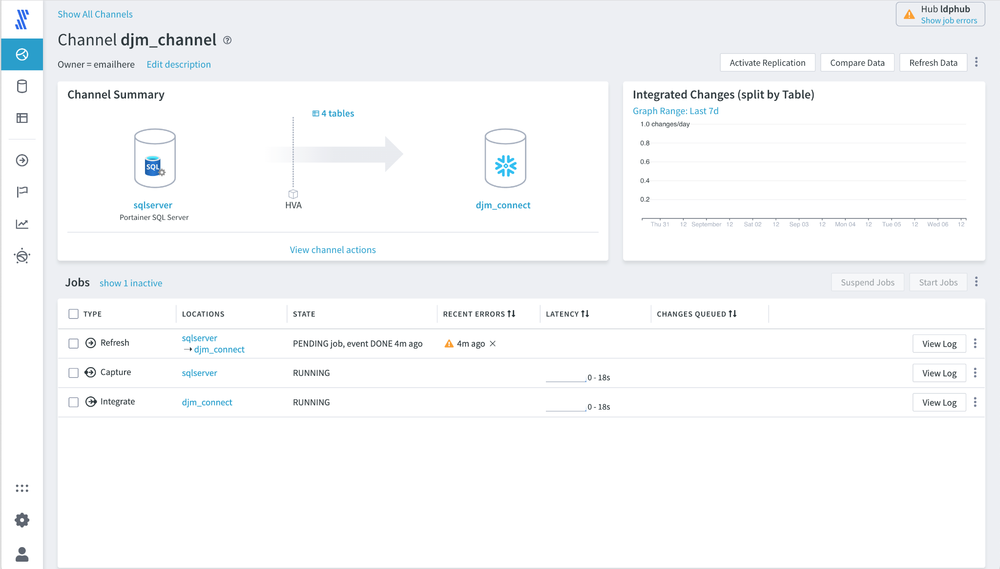 Show All Channels
Hub ldphub
Show job errors
Channel djm_channel
Owner = emailhere Edit description
Activate Replication Compare Data Refresh Data
Channel Summary
4 tables
SQL
sqlserver
Portainer SQL Server
HVA
djm_connect
View channel actions
Integrated Changes (split by Table)
Graph Range: Last 7d
1.0 changes/day
0.8
0.6
0.4
0.2
Thu 31 12 September 12 Sat 02 12 Sep 03 12 Mon 04 12 Tue 05 12 Wed 06 12
Jobs show 1 inactive
Suspend Jobs Start Jobs
TYPE LOCATIONS STATE RECENT ERRORS LATENCY CHANGES QUEUED
Refresh sqlserver → djm_connect PENDING job, event DONE 4m ago 4m ago View Log
Capture sqlserver RUNNING 0 - 18s View Log
Integrate djm_connect RUNNING 0 - 18s View Log